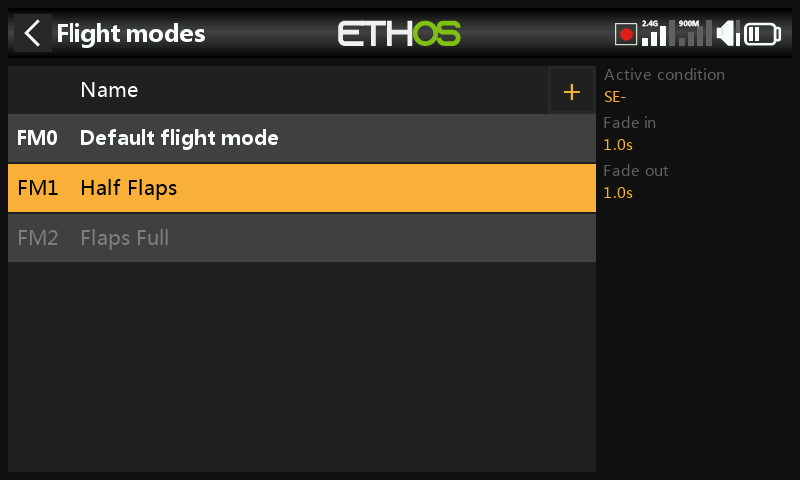 Flight modes
ETHOS
2.4G
900M
Name
+
FM0 Default flight mode
FM1 Half Flaps
FM2 Flaps Full
Active condition
SE-
Fade in
1.0s
Fade out
1.0s